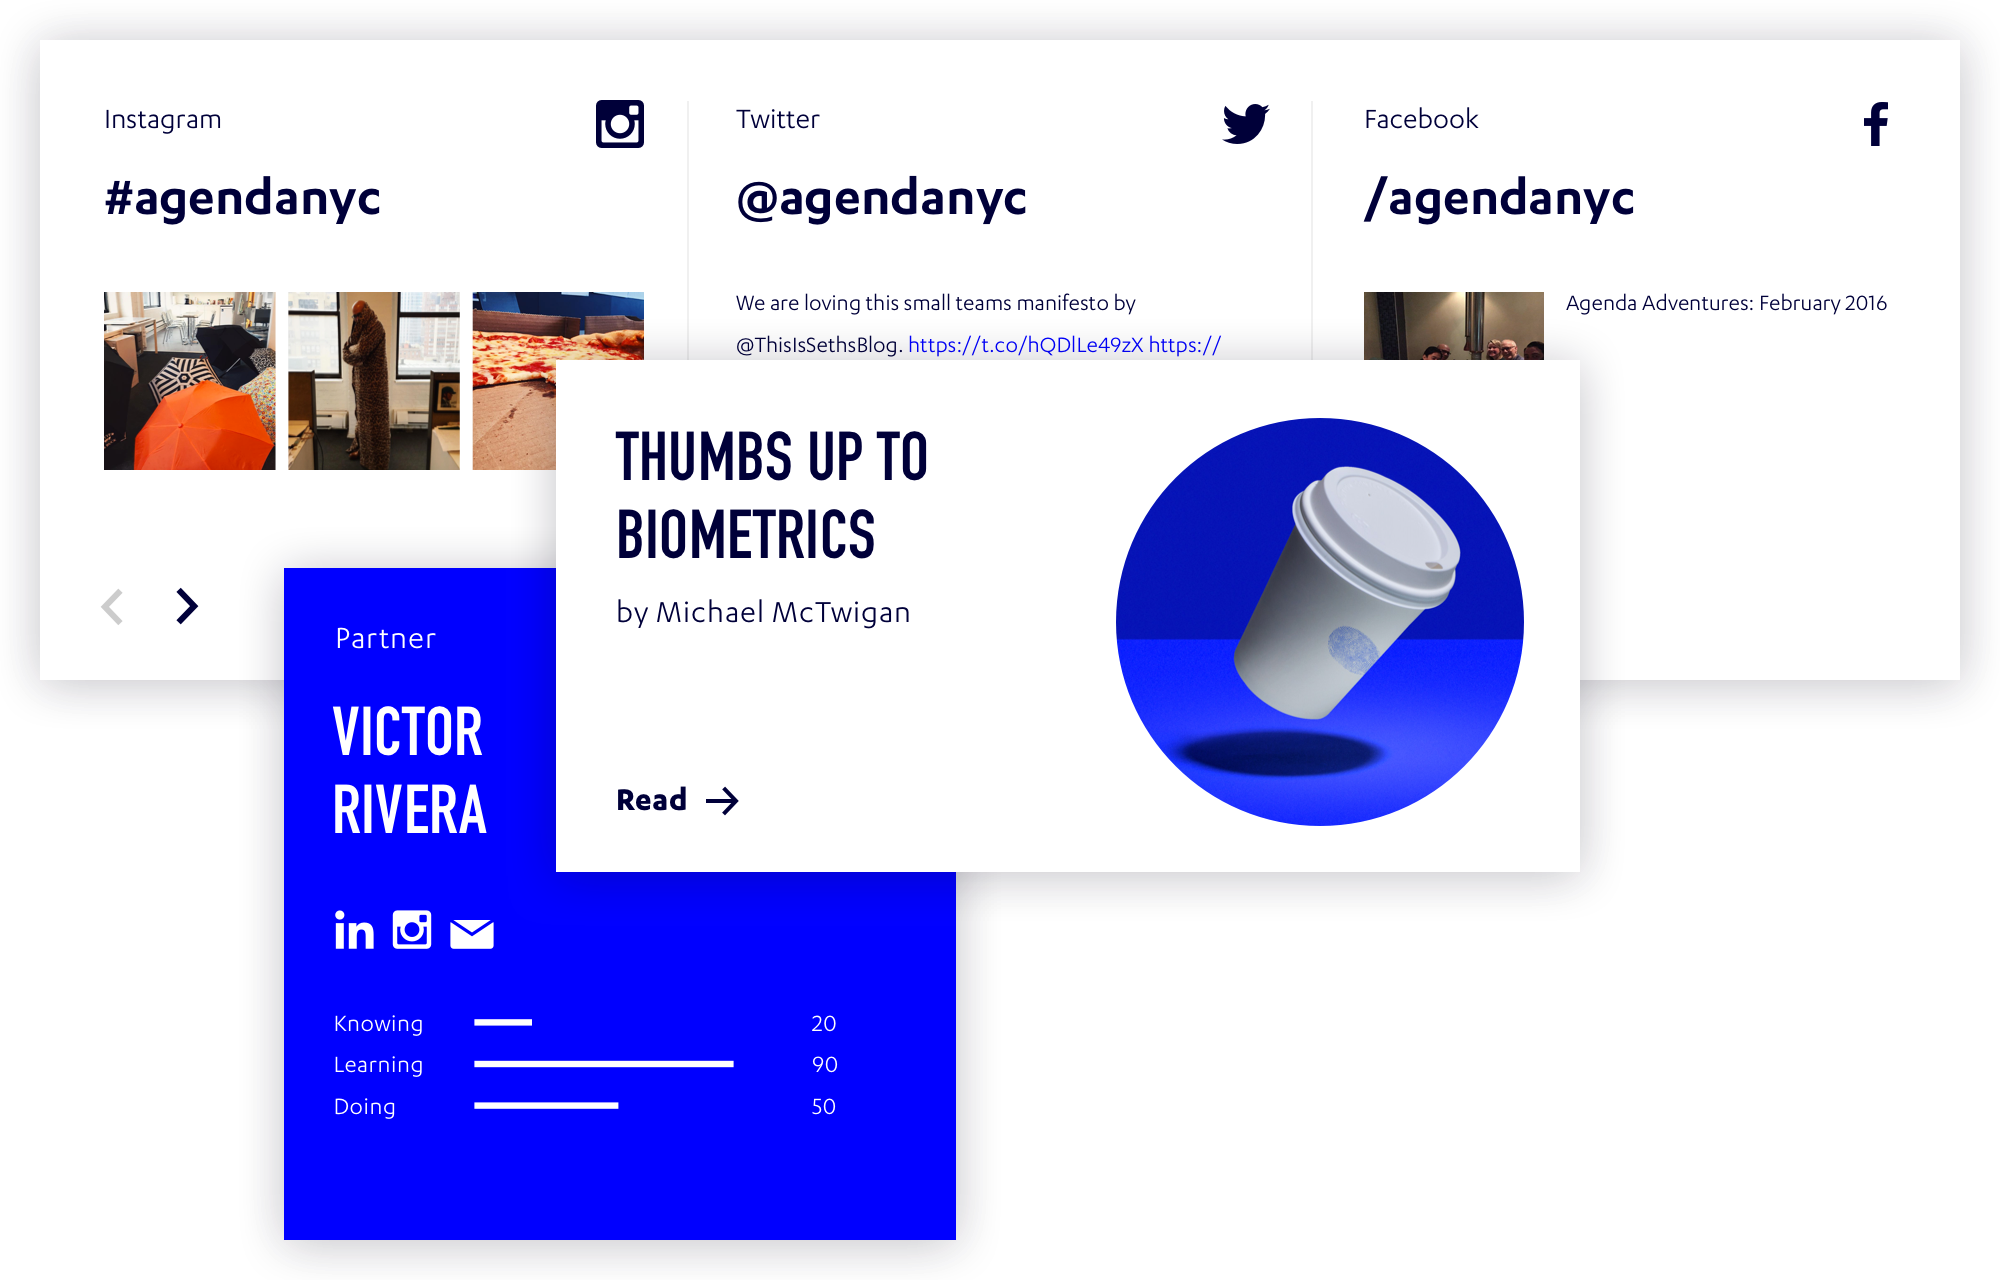 Instagram
#agendanyc
Twitter
@agendanyc
We are loving this small teams manifesto by
@ThisIsSethsBlog. https://t.co/hQDlLe49zX https://
Facebook
/agendanyc
Agenda Adventures: February 2016
THUMBS UP TO
BIOMETRICS
by Michael McTwigan
Read
Partner
VICTOR
RIVERA
in
Knowing 20
Learning 90
Doing 50